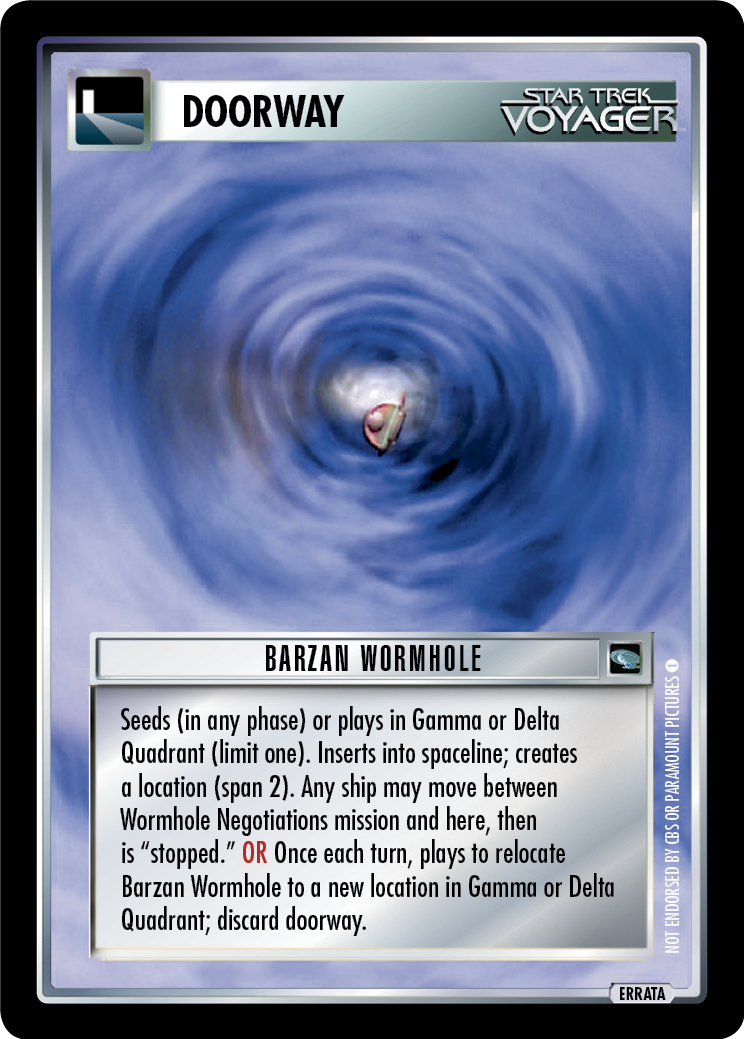 DOORWAY
STAR TREK
VOYAGER
BARZAN WORMHOLE
Seeds (in any phase) or plays in Gamma or Delta
Quadrant (limit one). Inserts into spaceline; creates
a location (span 2). Any ship may move between
Wormhole Negotiations mission and here, then
is “stopped.” OR Once each turn, plays to relocate
Barzan Wormhole to a new location in Gamma or Delta
Quadrant; discard doorway.
NOT ENDORSED BY CBS OR PARAMOUNT PICTURES 1
ERRATA